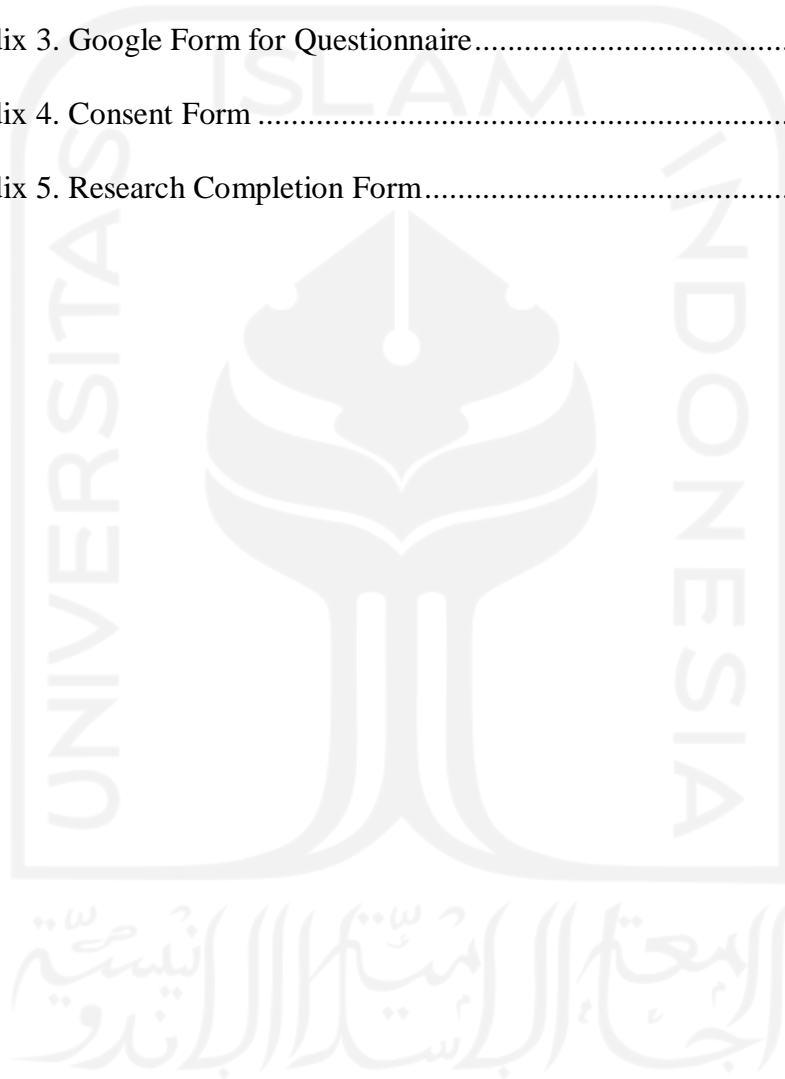 dix 3. Google Form for Questionnaire.......................................
dix 4. Consent Form .................................................................
dix 5. Research Completion Form.............................................
ISLAM
UNIVERSITAS
INDONESIA